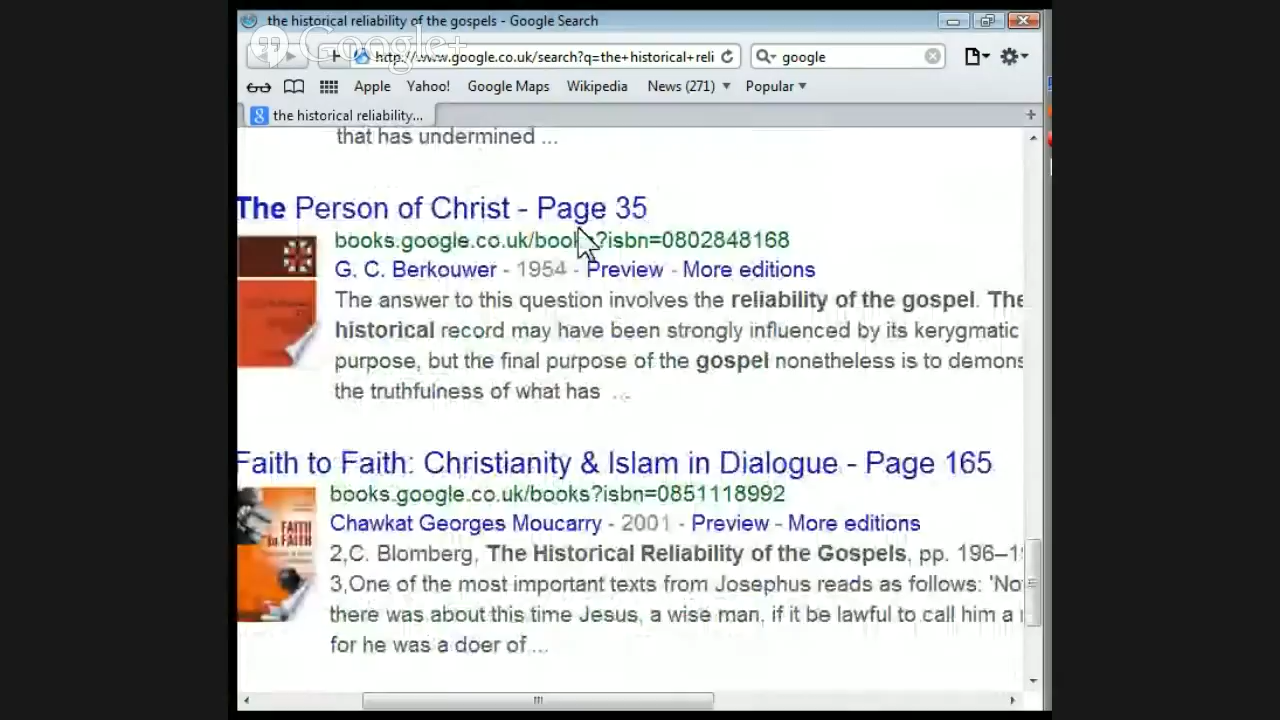 the historical reliability of the gospels - Google Search
Google+
http://www.google.co.uk/search?q=the+historical+reli
google
Apple Yahoo! Google Maps Wikipedia News (271) Popular
the historical reliability...
that has undermined ...
The Person of Christ - Page 35
books.google.co.uk/books?isbn=0802848168
G. C. Berkouwer - 1954 - Preview - More editions
The answer to this question involves the reliability of the gospel. The
historical record may have been strongly influenced by its kerygmatic
purpose, but the final purpose of the gospel nonetheless is to demons
the truthfulness of what has ...
Faith to Faith: Christianity & Islam in Dialogue - Page 165
books.google.co.uk/books?isbn=0851118992
Chawkat Georges Moucarry - 2001 - Preview - More editions
FAITH
to FAITH
2,C. Blomberg, The Historical Reliability of the Gospels, pp. 196–1
3,One of the most important texts from Josephus reads as follows: 'No
there was about this time Jesus, a wise man, if it be lawful to call him a
for he was a doer of ...